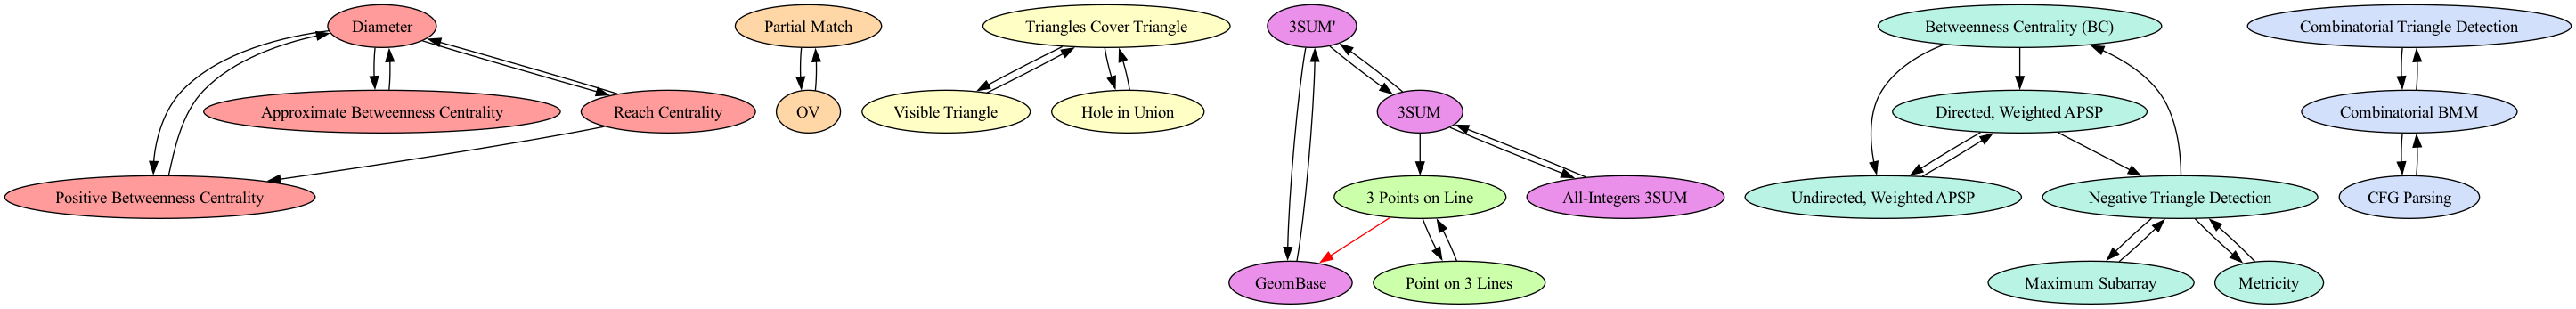 Diameter
Partial Match
Triangles Cover Triangle
3SUM'
Betweenness Centrality (BC)
Combinatorial Triangle Detection
Approximate Betweenness Centrality
Reach Centrality
OV
Visible Triangle
Hole in Union
3SUM
Directed, Weighted APSP
Combinatorial BMM
Positive Betweenness Centrality
3 Points on Line
All-Integers 3SUM
Undirected, Weighted APSP
Negative Triangle Detection
CFG Parsing
GeomBase
Point on 3 Lines
Maximum Subarray
Metricity